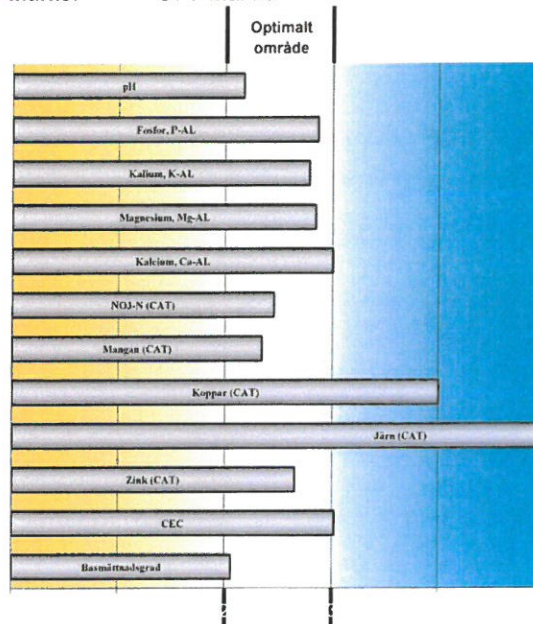 Optimalt
område
pH
Fosfor, P-AL
Kalium, K-AL
Magnesium, Mg-AL
Kalcium, Ca-AL
NO3-N (CAT)
Mangan (CAT)
Koppar (CAT)
Järn (CAT)
Zink (CAT)
CEC
Basmättnadsgrad